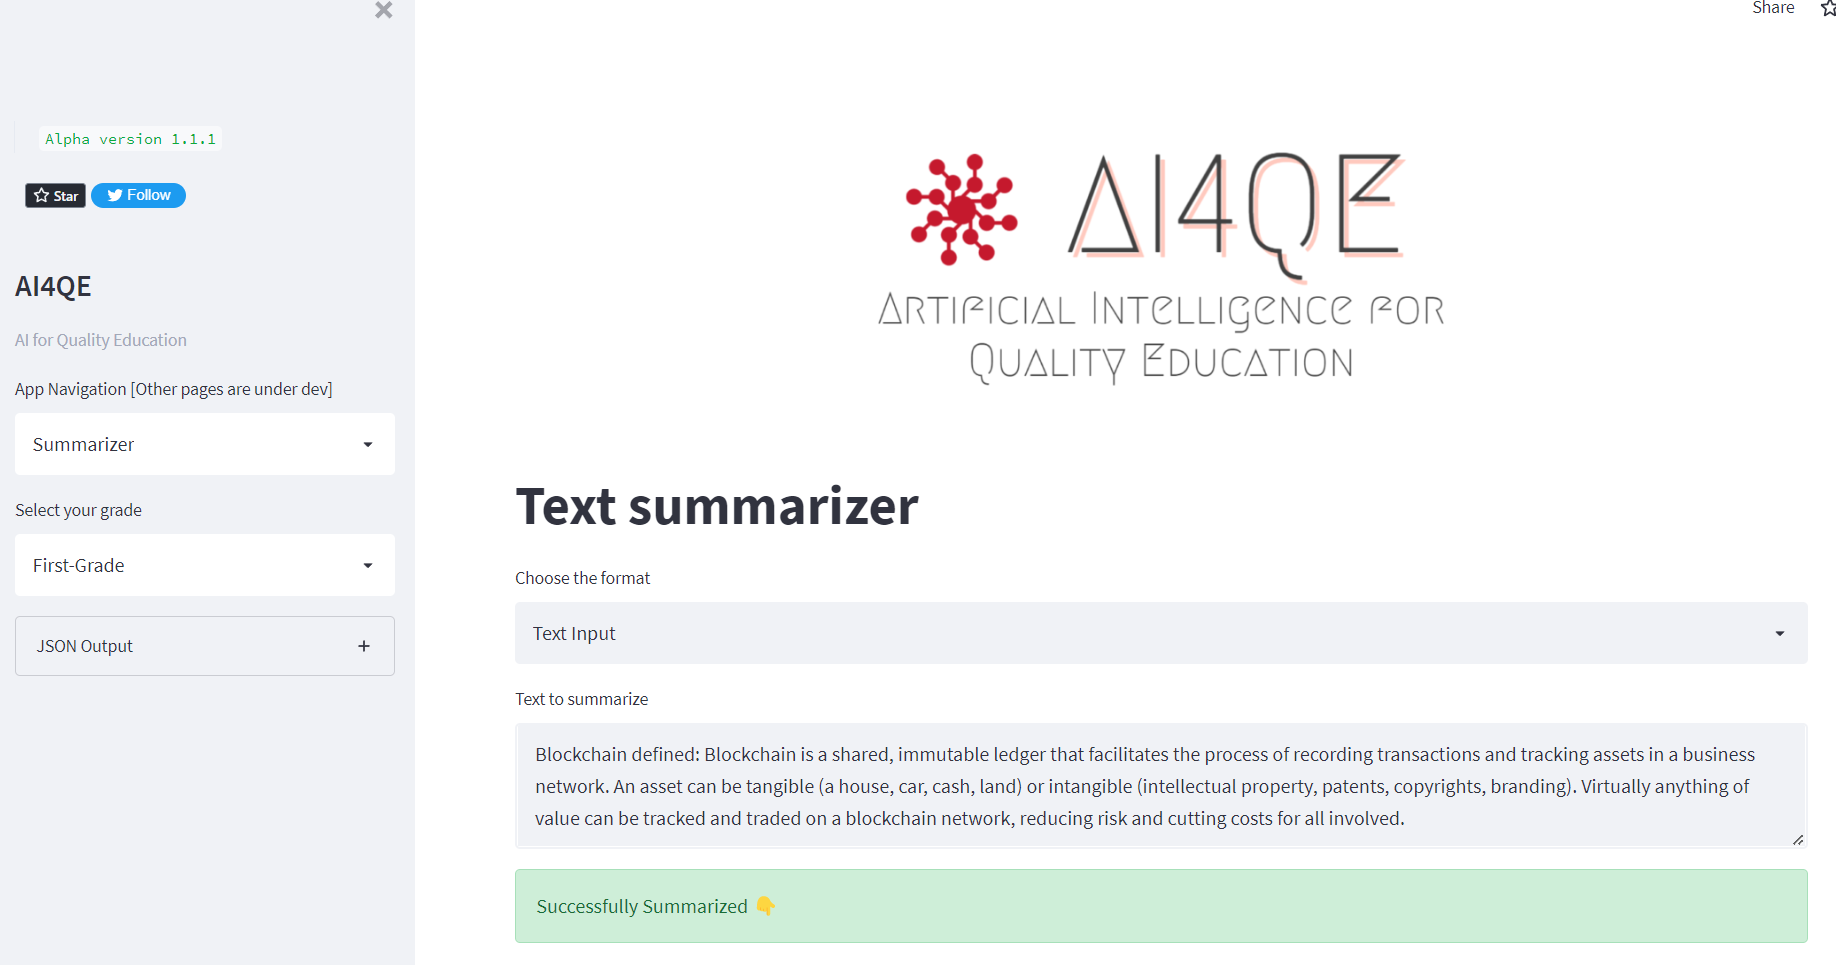 Share
Alpha version 1.1.1
Star
Follow
AI4QE
AI for Quality Education
App Navigation [Other pages are under dev]
Summarizer
Select your grade
First-Grade
JSON Output
AI4QE
Artificial Intelligence for
Quality Education
Text summarizer
Choose the format
Text Input
Text to summarize
Blockchain defined: Blockchain is a shared, immutable ledger that facilitates the process of recording transactions and tracking assets in a business
network. An asset can be tangible (a house, car, cash, land) or intangible (intellectual property, patents, copyrights, branding). Virtually anything of
value can be tracked and traded on a blockchain network, reducing risk and cutting costs for all involved.
Successfully Summarized 👇